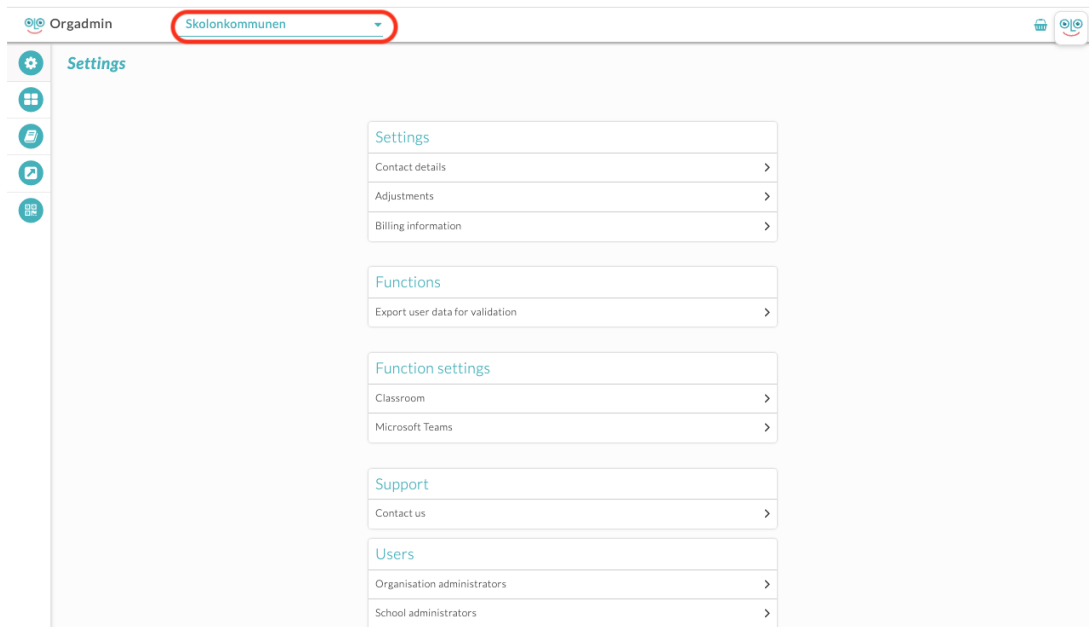 Orgadmin
Skolonkommunen
Settings
Settings
Contact details
Adjustments
Billing information
Functions
Export user data for validation
Function settings
Classroom
Microsoft Teams
Support
Contact us
Users
Organisation administrators
School administrators